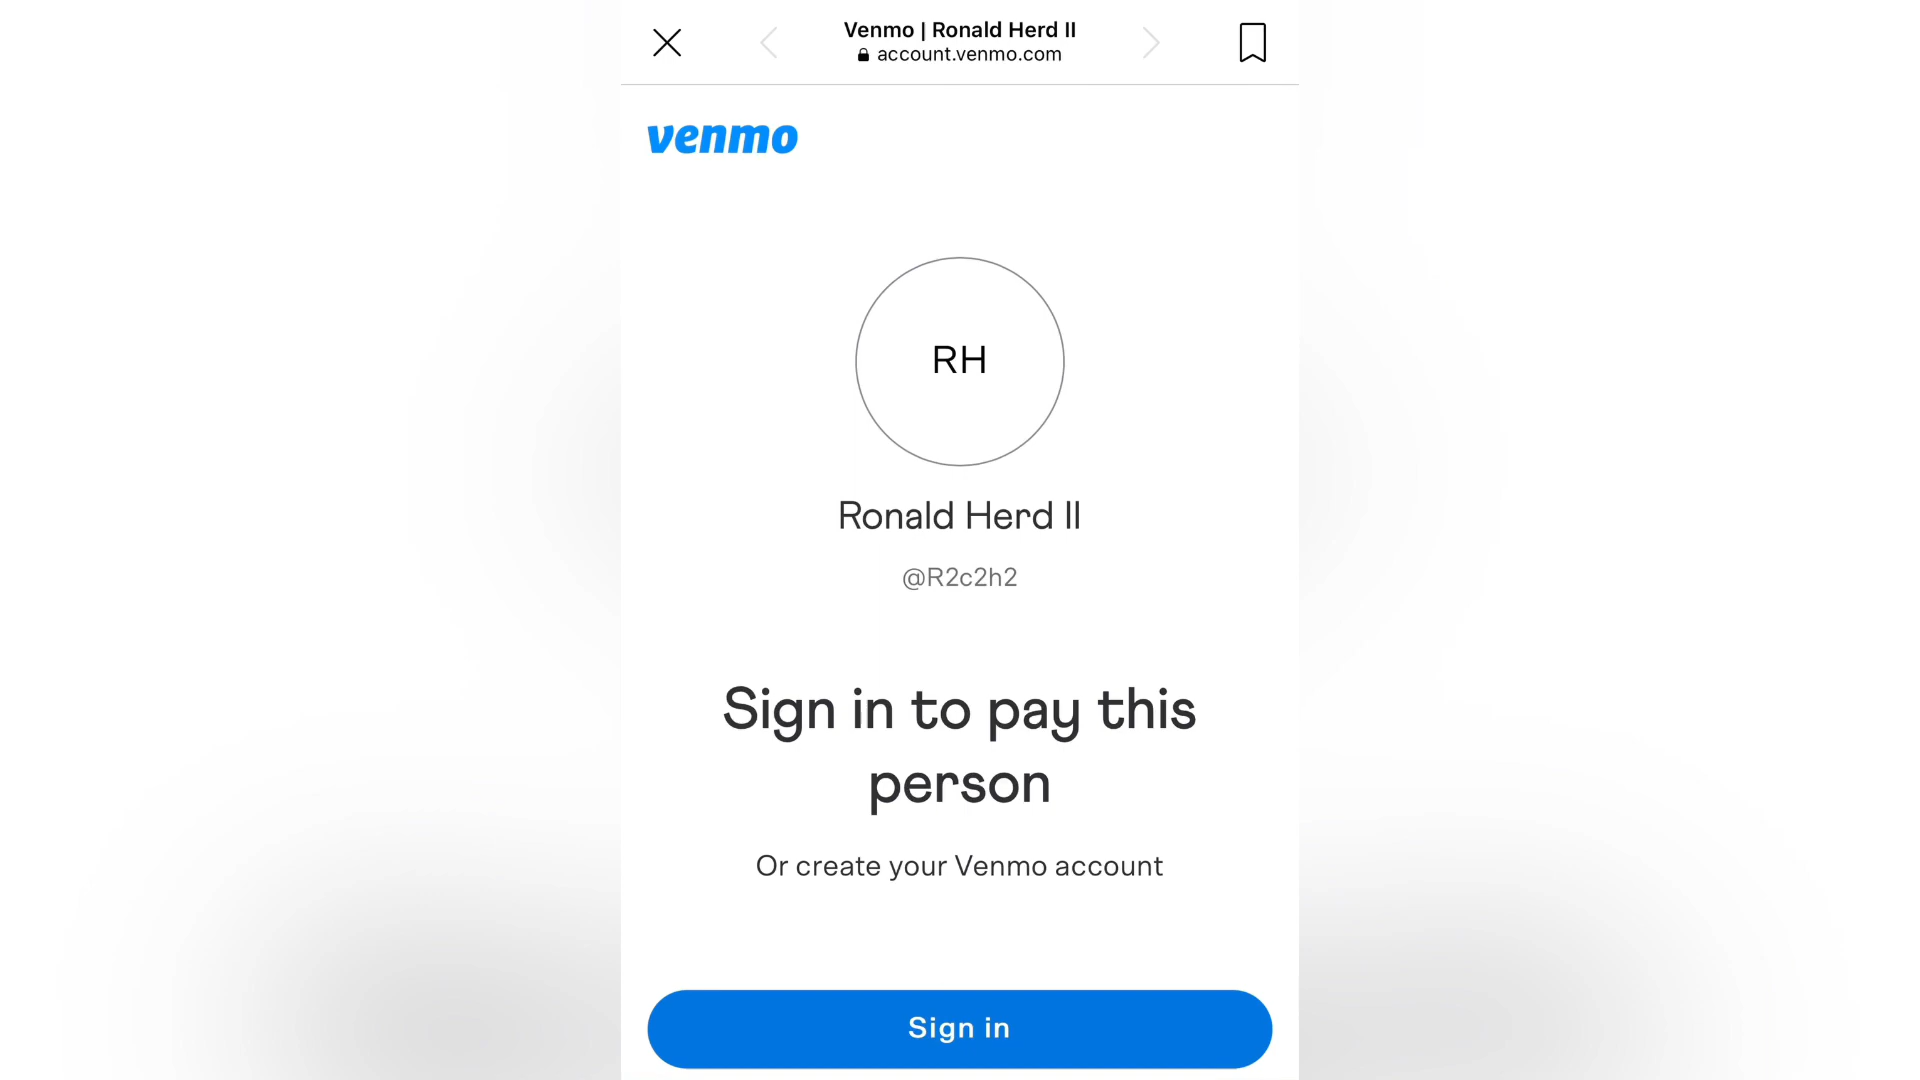 Venmo | Ronald Herd II
account.venmo.com
venmo
RH
Ronald Herd II
@R2c2h2
Sign in to pay this
person
Or create your Venmo account
Sign in